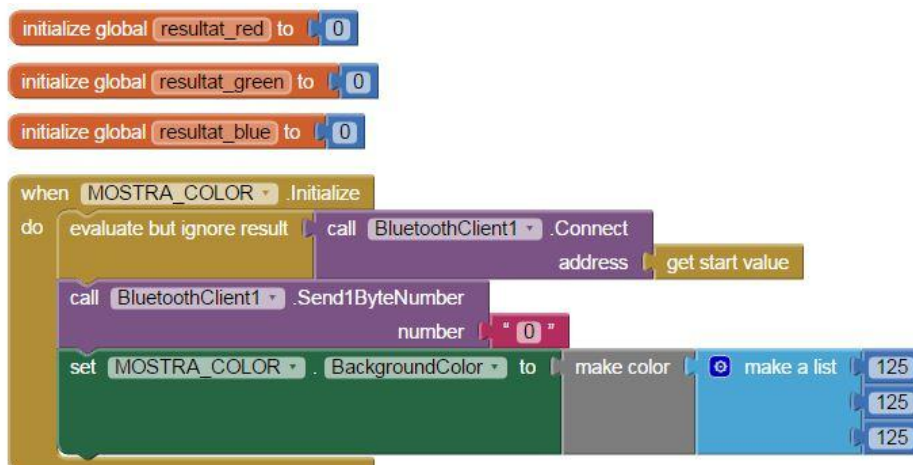 initialize global resultat_red to 0
initialize global resultat_green to 0
initialize global resultat_blue to 0
when MOSTRA_COLOR .Initialize
do evaluate but ignore result call BluetoothClient1 .Connect
address get start value
call BluetoothClient1 .Send1ByteNumber
number " 0 "
set MOSTRA_COLOR . BackgroundColor to make color make a list 125
125
125